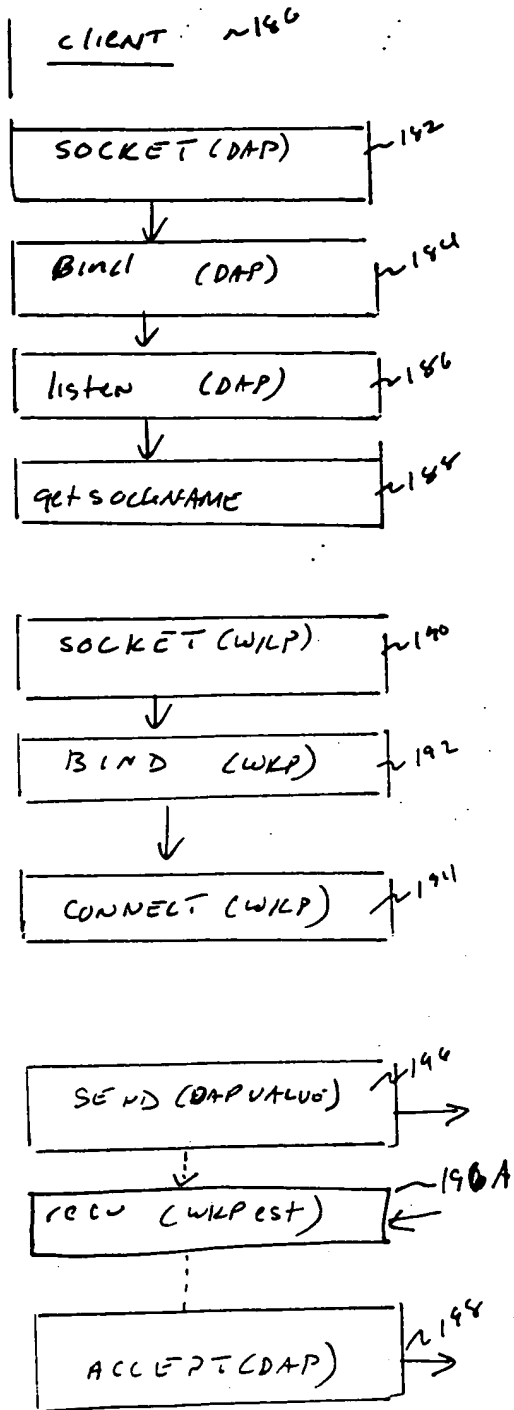 CLIENT ~180
SOCKET (DAP) ~182
Bind (DAP) ~184
listen (DAP) ~186
getsockNAME ~188
SOCKET (WKP) ~190
BIND (WKP) ~192
CONNECT (WKP) ~194
SEND (DAP VALUE) ~196
recv (WKP est) ~196A
ACCEPT (DAP) ~198